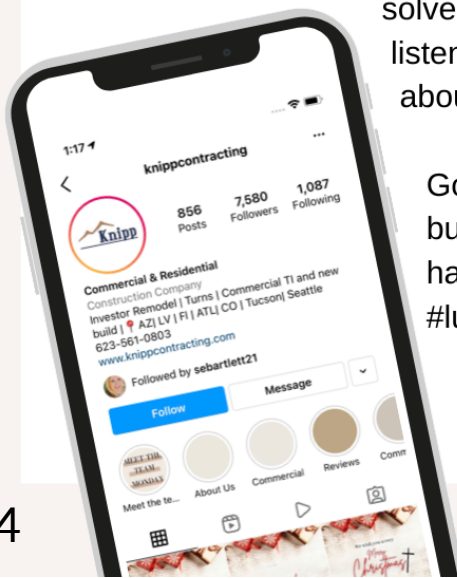 solve
listen
abou
Go
bu
ha
#lu
4
1:17
knippcontracting
Knipp
856
Posts
7,580
Followers
1,087
Following
Commercial & Residential
Construction Company
Investor Remodel | Turns | Commercial TI and new
build | 📍 AZ| LV | Fl | ATL| CO | Tucson| Seattle
623-561-0803
www.knippcontracting.com
Followed by sebartlett21
Follow
Message
MEET THE
TEAM
MONDAY
Meet the te...
About Us
Commercial
Reviews
Comm
Merry
Christmas